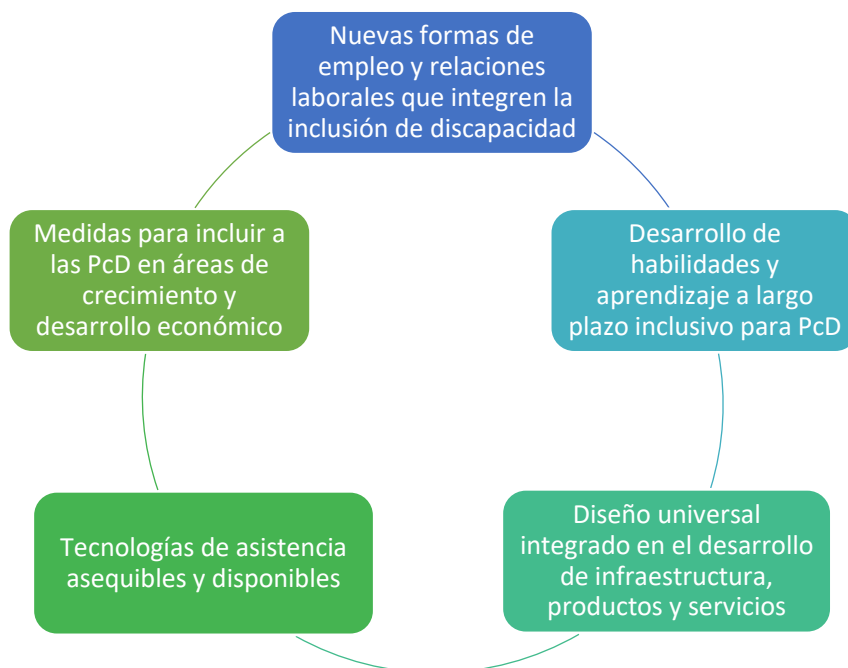 Nuevas formas de
empleo y relaciones
laborales que integren la
inclusión de discapacidad
Desarrollo de
habilidades y
aprendizaje a largo
plazo inclusivo para PcD
Diseño universal
integrado en el desarrollo
de infraestructura,
productos y servicios
Tecnologías de asistencia
asequibles y disponibles
Medidas para incluir a
las PcD en áreas de
crecimiento y
desarrollo económico